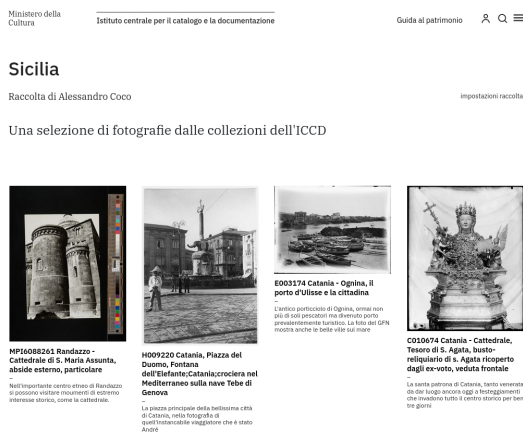 Ministero della
Cultura
Istituto centrale per il catalogo e la documentazione
Guida al patrimonio
Sicilia
Raccolta di Alessandro Coco
impostazioni raccolta
Una selezione di fotografie dalle collezioni dell'ICCD
MPI6088261 Randazzo -
Cattedrale di S. Maria Assunta,
abside esterno, particolare
–
Nell'importante centro etneo di Randazzo
si possono visitare mounenti di estremo
interesse storico, come la cattedrale.
H009220 Catania, Piazza del
Duomo, Fontana
dell'Elefante;Catania;crociera nel
Mediterraneo sulla nave Tebe di
Genova
–
La piazza principale della bellissima città
di Catania, nella fotografia di
quell'instancabile viaggiatore che è stato
André
E003174 Catania - Ognina, il
porto d'Ulisse e la cittadina
–
L'antico porticciolo di Ognina, ormai non
più di soli pescatori ma divenuto porto
prevalentemente turistico. La foto del GFN
mostra anche le belle ville sul mare
C010674 Catania - Cattedrale,
Tesoro di S. Agata, busto-
reliquiario di s. Agata ricoperto
dagli ex-voto, veduta frontale
–
La santa patrona di Catania, tanto venerata
da dar luogo ancora oggi a festeggiamenti
che invadono tutto il centro storico per ben
tre giorni